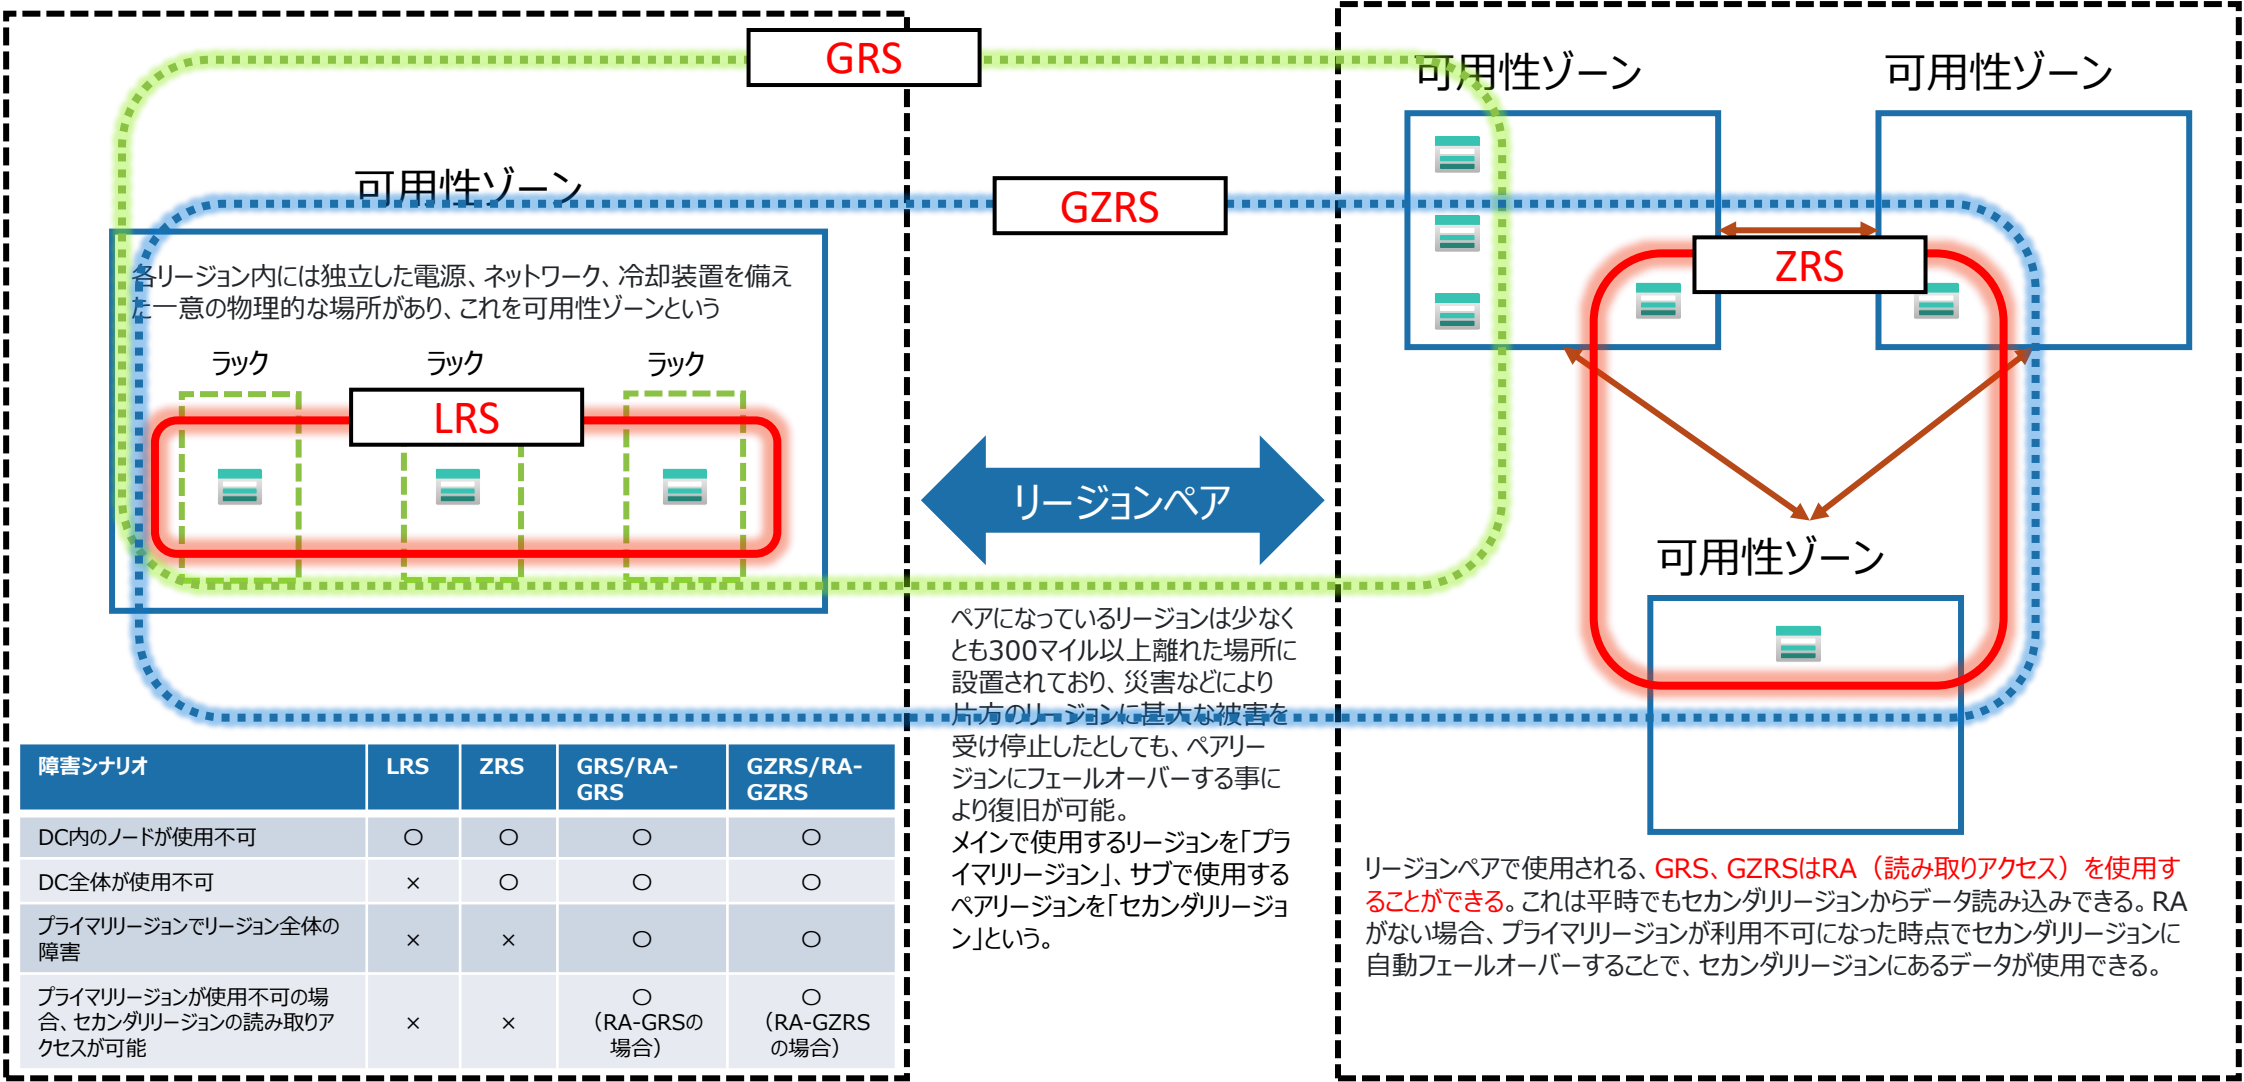 GRS
可用性ゾーン
可用性ゾーン
可用性ゾーン
GZRS
ZRS
各リージョン内には独立した電源、ネットワーク、冷却装置を備え
た一意の物理的な場所があり、これを可用性ゾーンという
ラック
ラック
ラック
LRS
リージョンペア
可用性ゾーン
ペアになっているリージョンは少なく
とも300マイル以上離れた場所に
設置されており、災害などにより
片方のリージョンに甚大な被害を
受け停止したとしても、ペアリー
ジョンにフェールオーバーする事に
より復旧が可能。
メインで使用するリージョンを「プラ
イマリリージョン」、サブで使用する
ペアリージョンを「セカンダリリージョ
ン」という。
障害シナリオ LRS ZRS GRS/RA-
GRS GZRS/RA-
GZRS
DC内のノードが使用不可 〇 〇 〇 〇
DC全体が使用不可 × 〇 〇 〇
プライマリリージョンでリージョン全体の
障害 × × 〇 〇
プライマリリージョンが使用不可の場
合、セカンダリリージョンの読み取りア
クセスが可能 × × 〇
（RA-GRSの
場合） 〇
（RA-GZRS
の場合）
リージョンペアで使用される、GRS、GZRSはRA（読み取りアクセス）を使用す
ることができる。これは平時でもセカンダリリージョンからデータ読み込みできる。RA
がない場合、プライマリリージョンが利用不可になった時点でセカンダリリージョンに
自動フェールオーバーすることで、セカンダリリージョンにあるデータが使用できる。